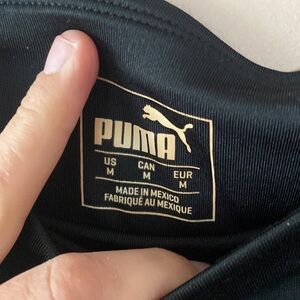 PUMA
US CAN EUR
M M M
MADE IN MEXICO
FABRIQUÉ AU MEXIQUE